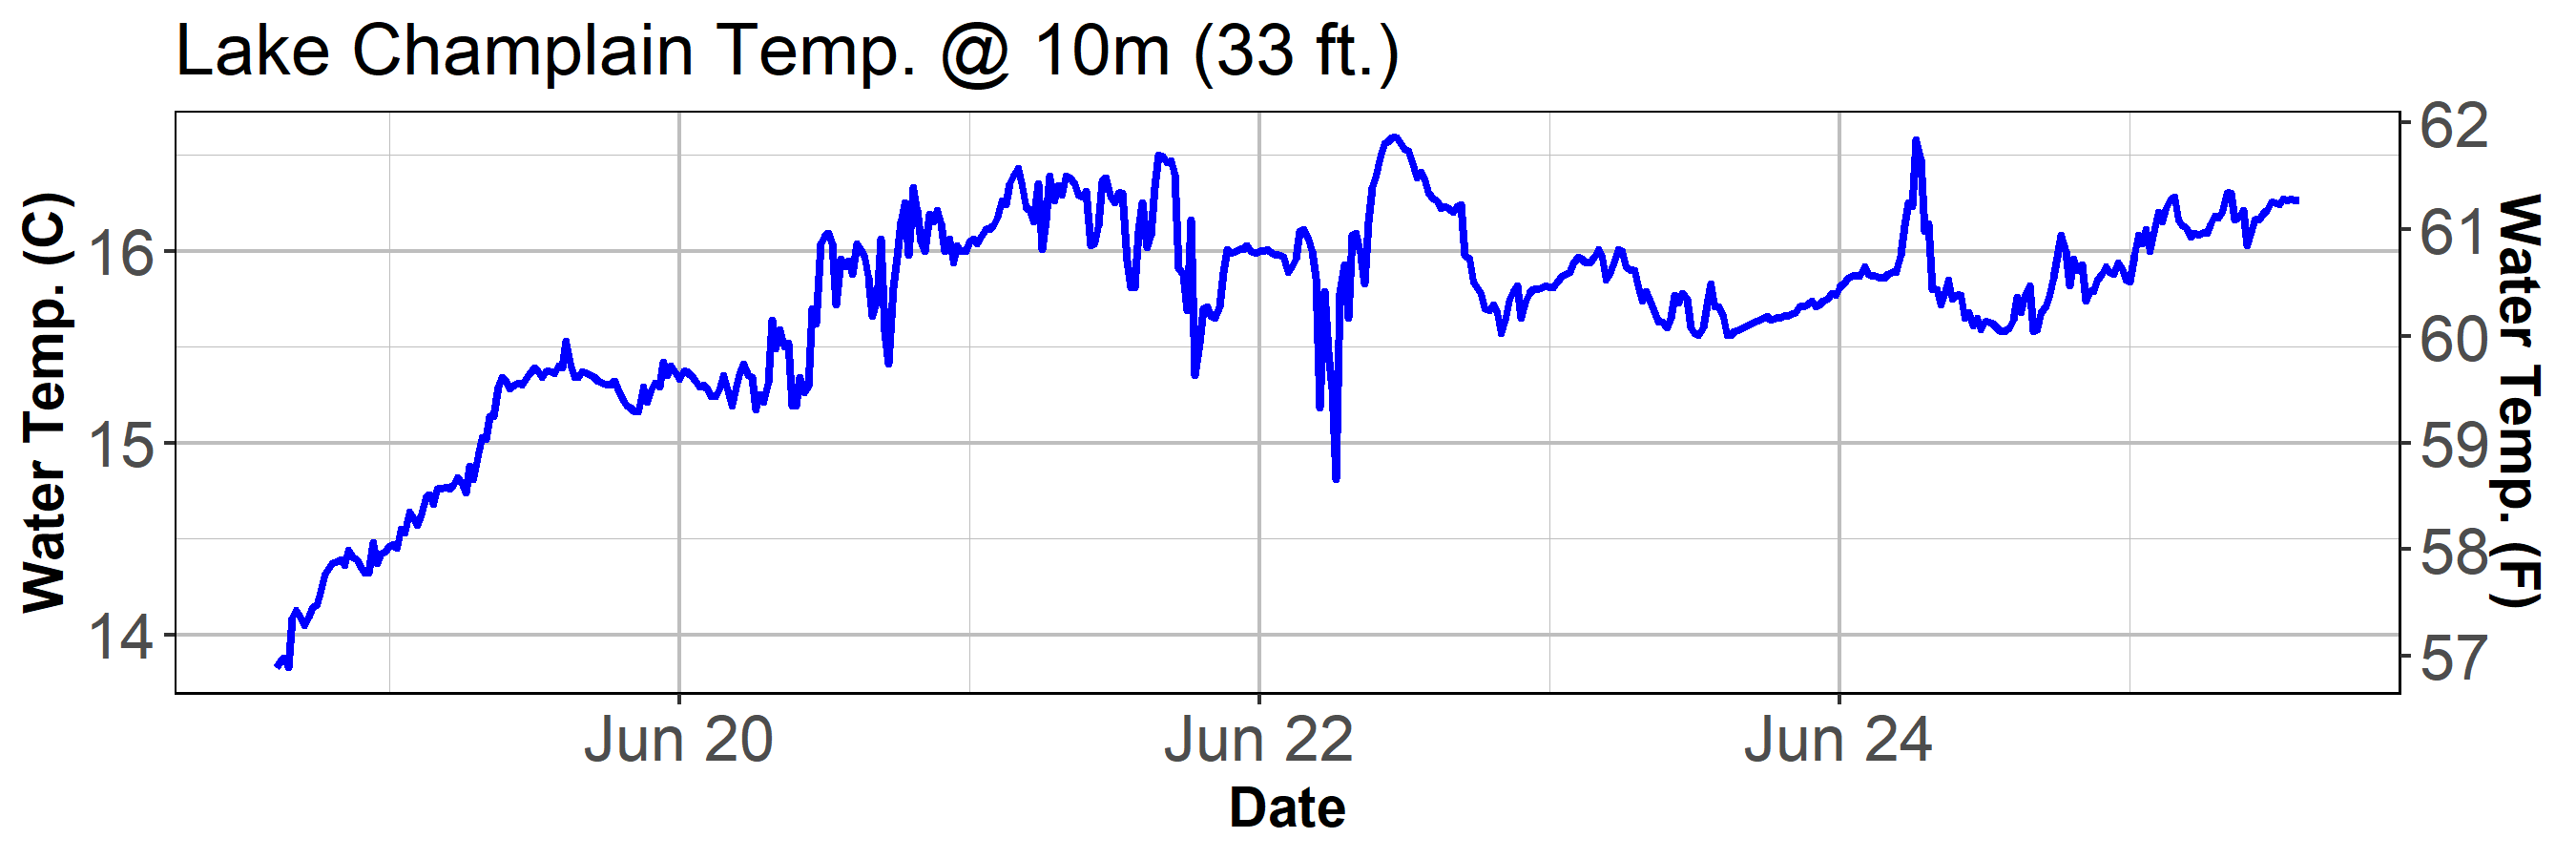 Lake Champlain Temp. @ 10m (33 ft.)
Water Temp. (C)
16
15
14
62
61
60
59
58
57
Water Temp. (F)
Jun 20
Jun 22
Jun 24
Date